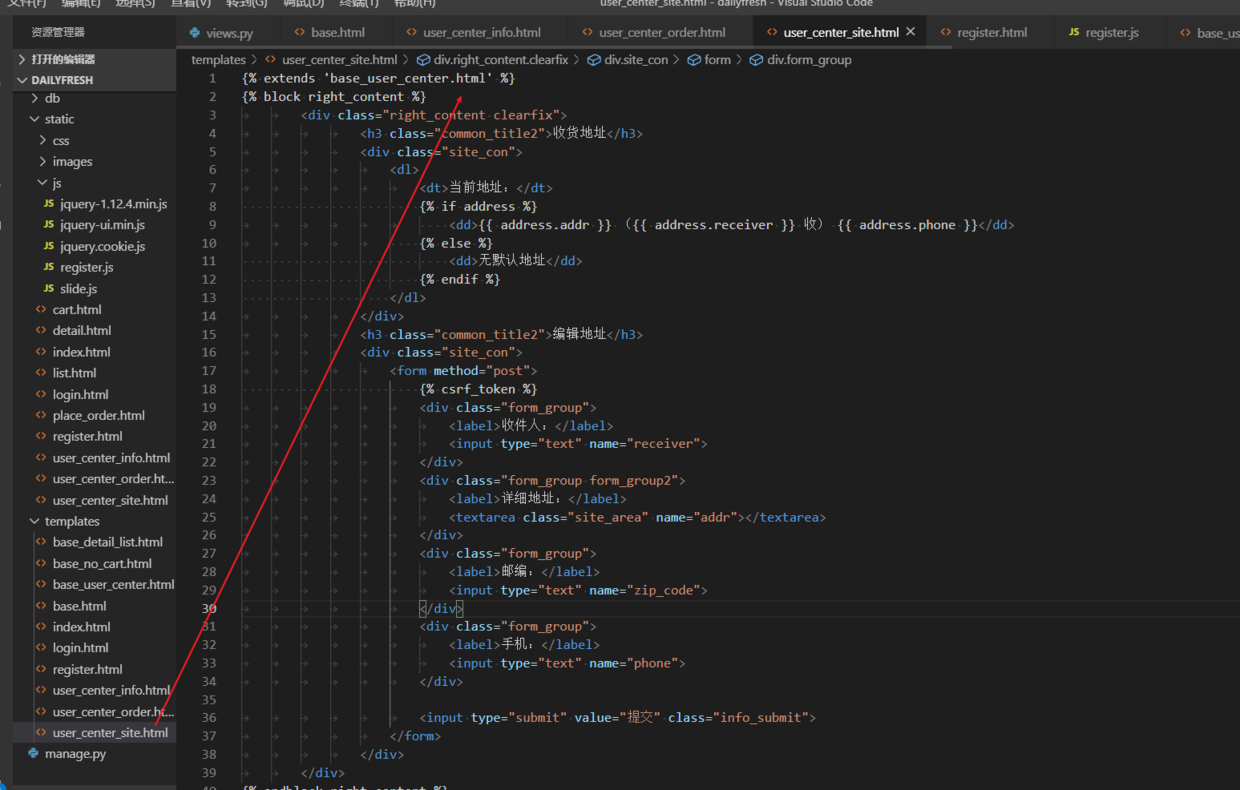 文件(F) 编辑(E) 选择(S) 查看(V) 转到(G) 调试(D) 终端(T) 帮助(H) user_center_site.html - dailyfresh - Visual Studio Code
资源管理器
views.py base.html user_center_info.html user_center_order.html user_center_site.html × register.html register.js base_us
打开的编辑器
DAILYFRESH
db
static
css
images
js
JS jquery-1.12.4.min.js
JS jquery-ui.min.js
JS jquery.cookie.js
JS register.js
JS slide.js
cart.html
detail.html
index.html
list.html
login.html
place_order.html
register.html
user_center_info.html
user_center_order.ht...
user_center_site.html
templates
base_detail_list.html
base_no_cart.html
base_user_center.html
base.html
index.html
login.html
register.html
user_center_info.html
user_center_order.ht...
user_center_site.html
manage.py
templates > user_center_site.html > div.right_content.clearfix > div.site_con > form > div.form_group
1 {% extends 'base_user_center.html' %}
2 {% block right_content %}
3 <div class="right_content clearfix">
4 <h3 class="common_title2">收货地址</h3>
5 <div class="site_con">
6 <dl>
7 <dt>当前地址：</dt>
8 {% if address %}
9 <dd>{{ address.addr }} （{{ address.receiver }} 收） {{ address.phone }}</dd>
10 {% else %}
11 <dd>无默认地址</dd>
12 {% endif %}
13 </dl>
14 </div>
15 <h3 class="common_title2">编辑地址</h3>
16 <div class="site_con">
17 <form method="post">
18 {% csrf_token %}
19 <div class="form_group">
20 <label>收件人：</label>
21 <input type="text" name="receiver">
22 </div>
23 <div class="form_group form_group2">
24 <label>详细地址：</label>
25 <textarea class="site_area" name="addr"></textarea>
26 </div>
27 <div class="form_group">
28 <label>邮编：</label>
29 <input type="text" name="zip_code">
30 </div>
31 <div class="form_group">
32 <label>手机：</label>
33 <input type="text" name="phone">
34 </div>
35
36 <input type="submit" value="提交" class="info_submit">
37 </form>
38 </div>
39 </div>
40 {% endblock right_content %}